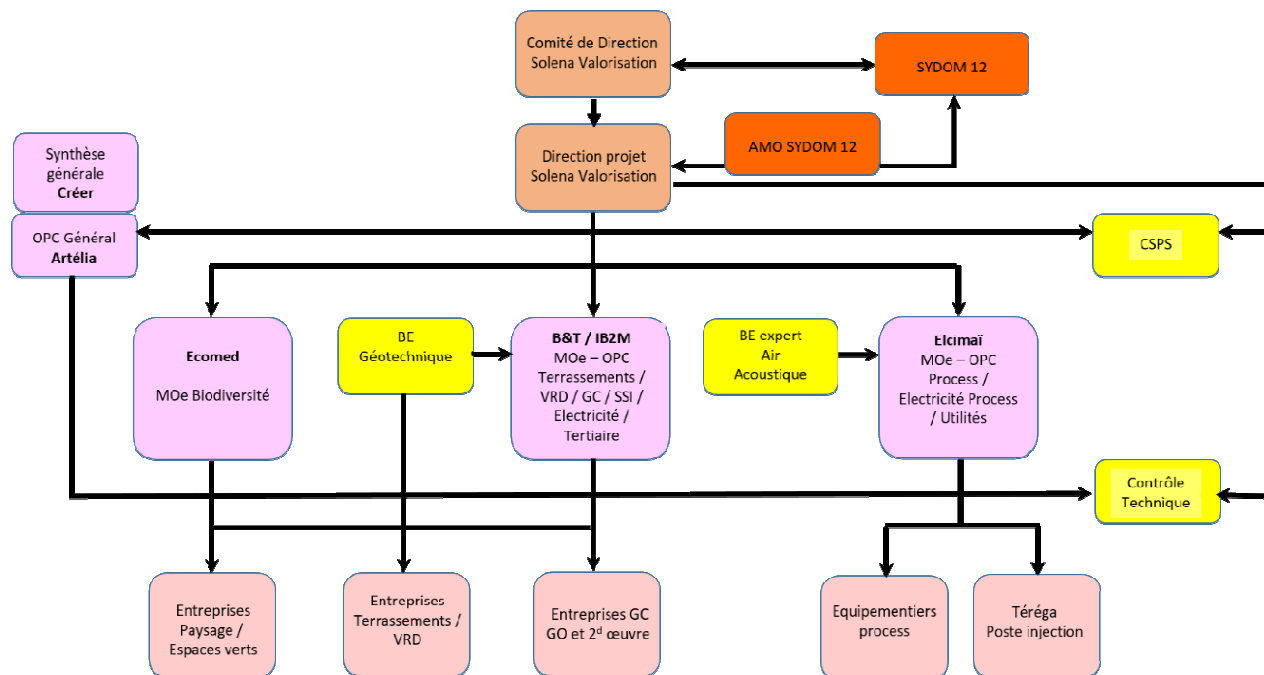 Comité de Direction
Solena Valorisation
SYDOM 12
AMO SYDOM 12
Direction projet
Solena Valorisation
Synthèse
générale
Créer
OPC Général
Artélia
CSPS
Ecomed
MOe Biodiversité
BE
Géotechnique
B&T / IB2M
MOe – OPC
Terrassements /
VRD / GC / SSI /
Electricité /
Tertiaire
BE expert
Air
Acoustique
Elcimaï
MOe – OPC
Process /
Electricité Process
/ Utilités
Contrôle
Technique
Entreprises
Paysage /
Espaces verts
Entreprises
Terrassements /
VRD
Entreprises GC
GO et 2d œuvre
Equipementiers
process
Téréga
Poste injection